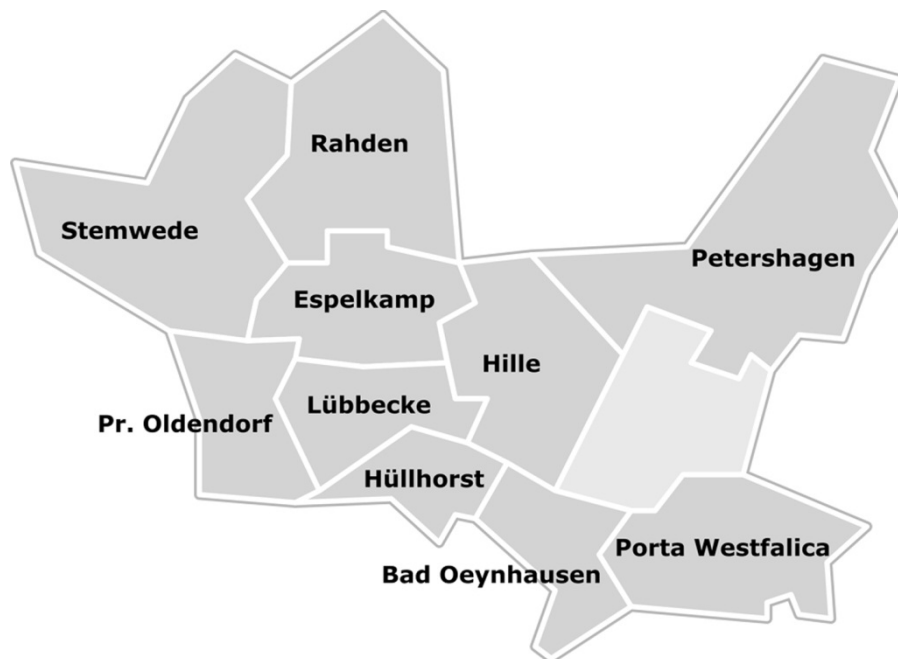 Rahden
Stemwede
Petershagen
Espelkamp
Hille
Lübbecke
Pr. Oldendorf
Hüllhorst
Porta Westfalica
Bad Oeynhausen